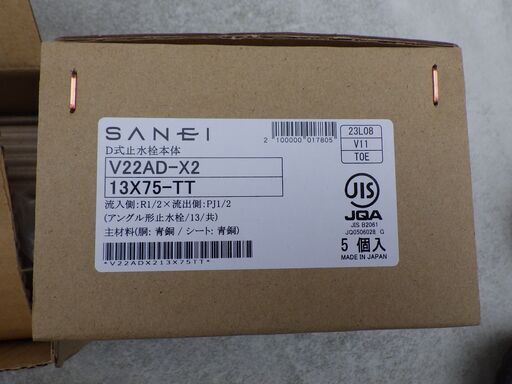 SANEI
D式止水栓本体
V22AD-X2
13X75-TT
流入側:R1/2×流出側:PJ1/2
(アングル形止水栓/13/共)
主材料(胴: 青銅 / シート: 青銅)
*V22ADX213X75TT*
2 100000 017805
23L08
V11
TOE
JIS
JQA
JIS B2061
JQ0506028 G
5 個入
MADE IN JAPAN